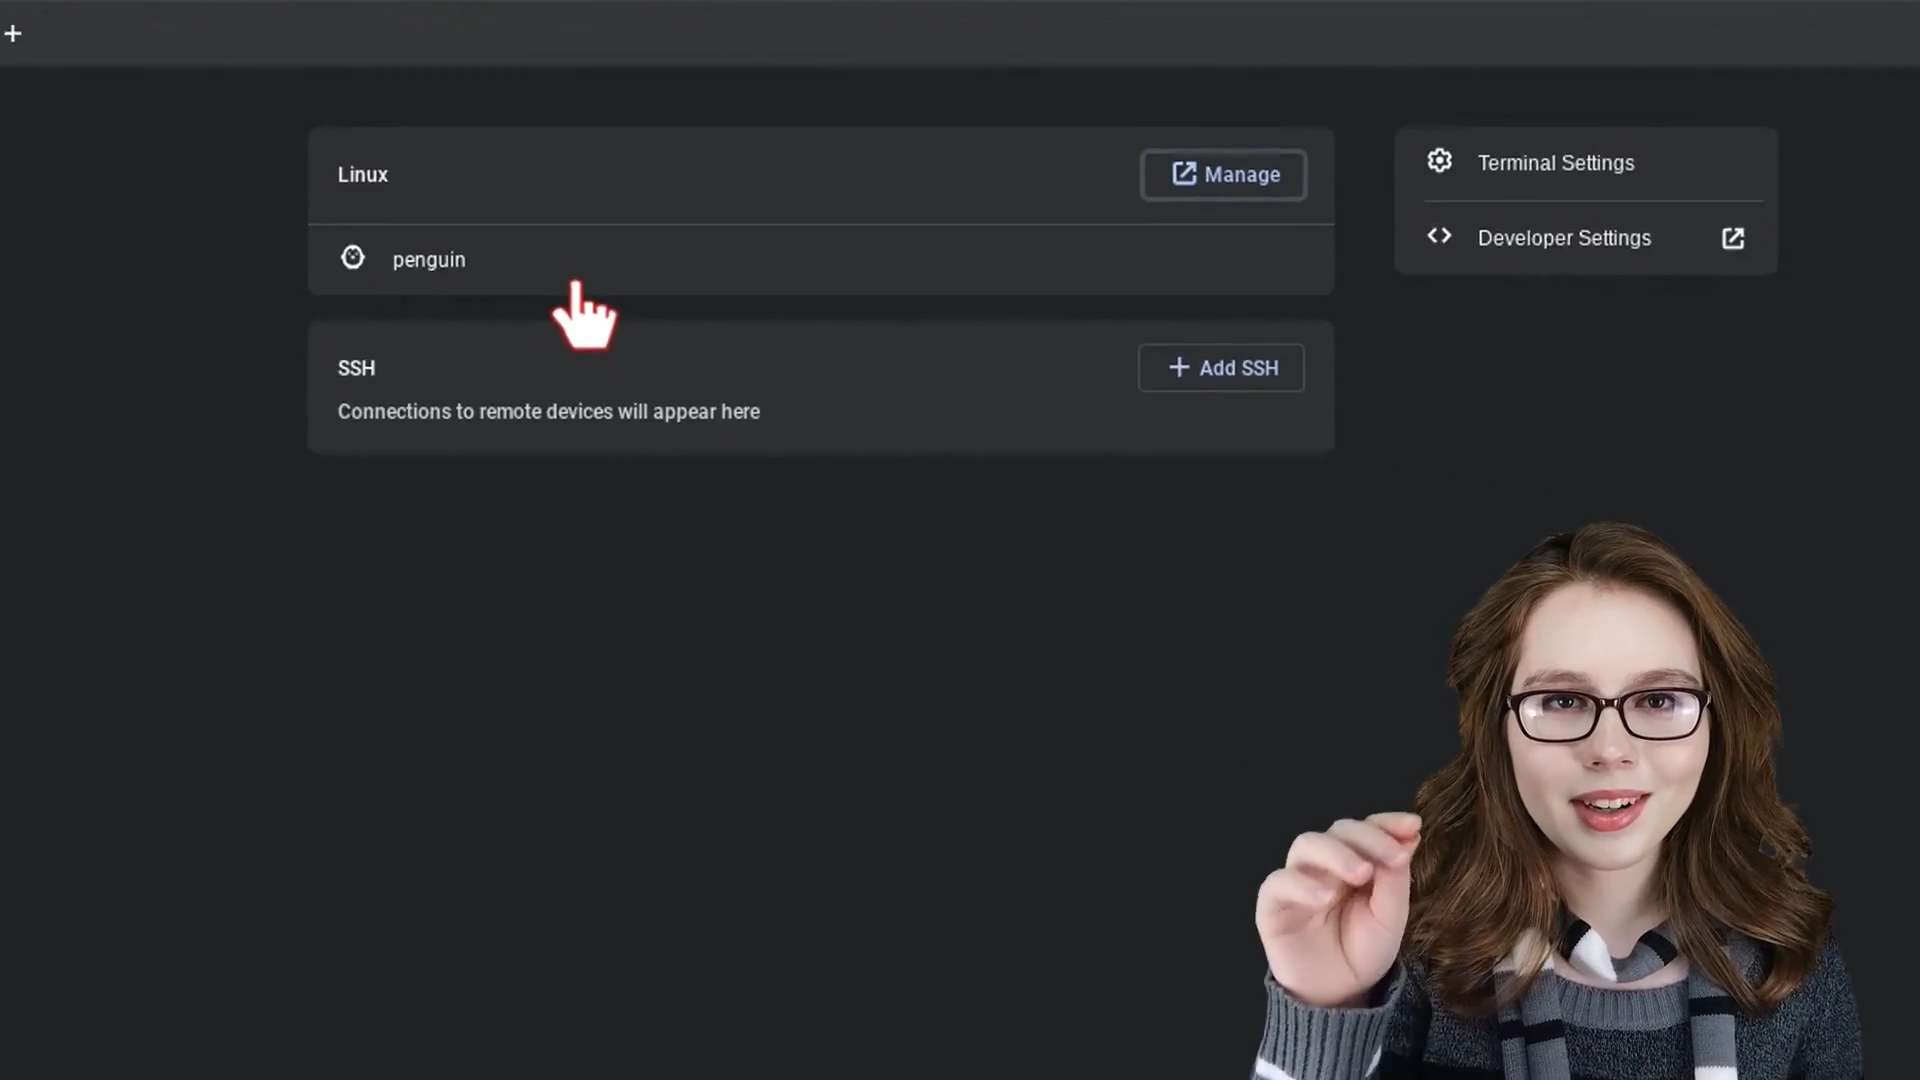 Linux
Manage
penguin
SSH
Add SSH
Connections to remote devices will appear here
Terminal Settings
Developer Settings